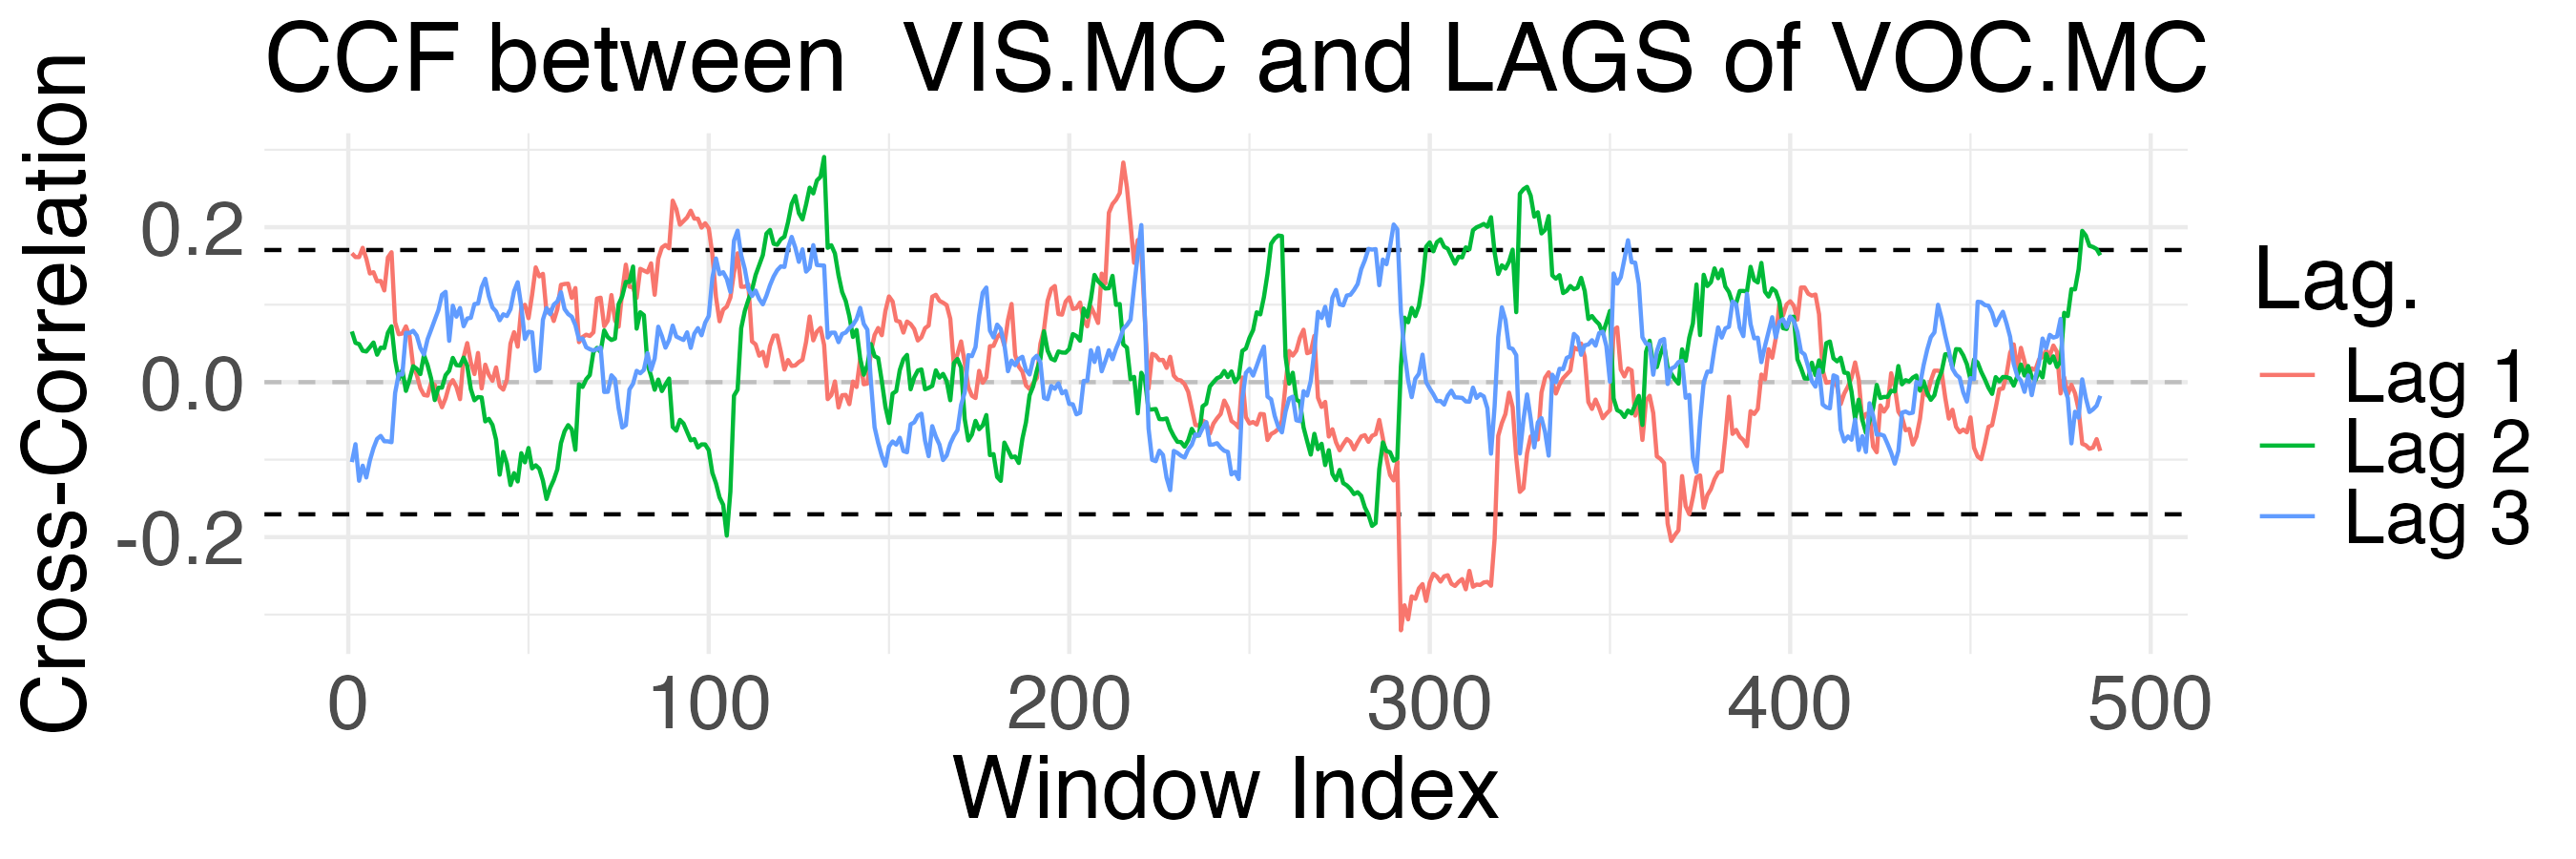 CCF between  VIS.MC and LAGS of VOC.MC
Cross-Correlation
0.2
0.0
-0.2
0 100 200 300 400 500
Window Index
Lag.
Lag 1
Lag 2
Lag 3